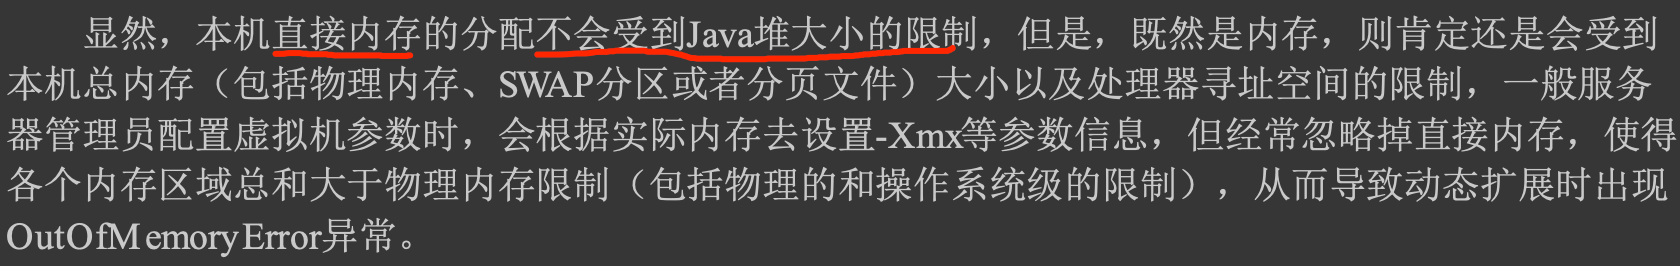 显然，本机直接内存的分配不会受到Java堆大小的限制，但是，既然是内存，则肯定还是会受到
本机总内存（包括物理内存、SWAP分区或者分页文件）大小以及处理器寻址空间的限制，一般服务
器管理员配置虚拟机参数时，会根据实际内存去设置-Xmx等参数信息，但经常忽略掉直接内存，使得
各个内存区域总和大于物理内存限制（包括物理的和操作系统级的限制），从而导致动态扩展时出现
OutOfMemoryError异常。